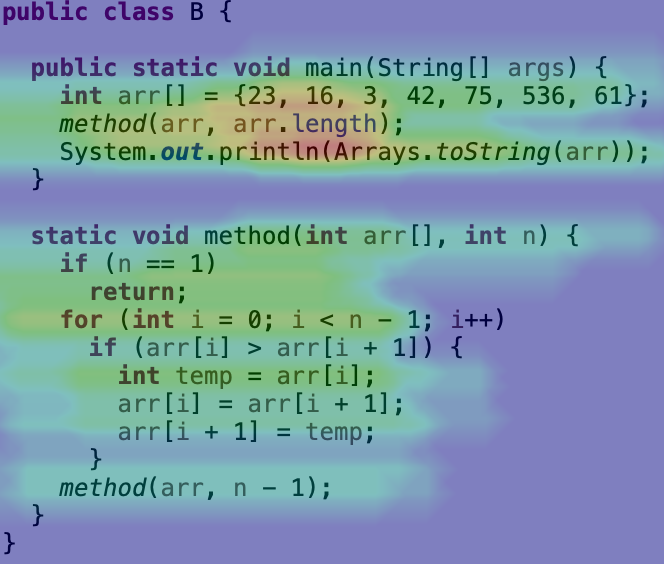 public class B {
public static void main(String[] args) {
int arr[] = {23, 16, 3, 42, 75, 536, 61};
method(arr, arr.length);
System.out.println(Arrays.toString(arr));
}
static void method(int arr[], int n) {
if (n == 1)
return;
for (int i = 0; i < n - 1; i++)
if (arr[i] > arr[i + 1]) {
int temp = arr[i];
arr[i] = arr[i + 1];
arr[i + 1] = temp;
}
method(arr, n - 1);
}
}